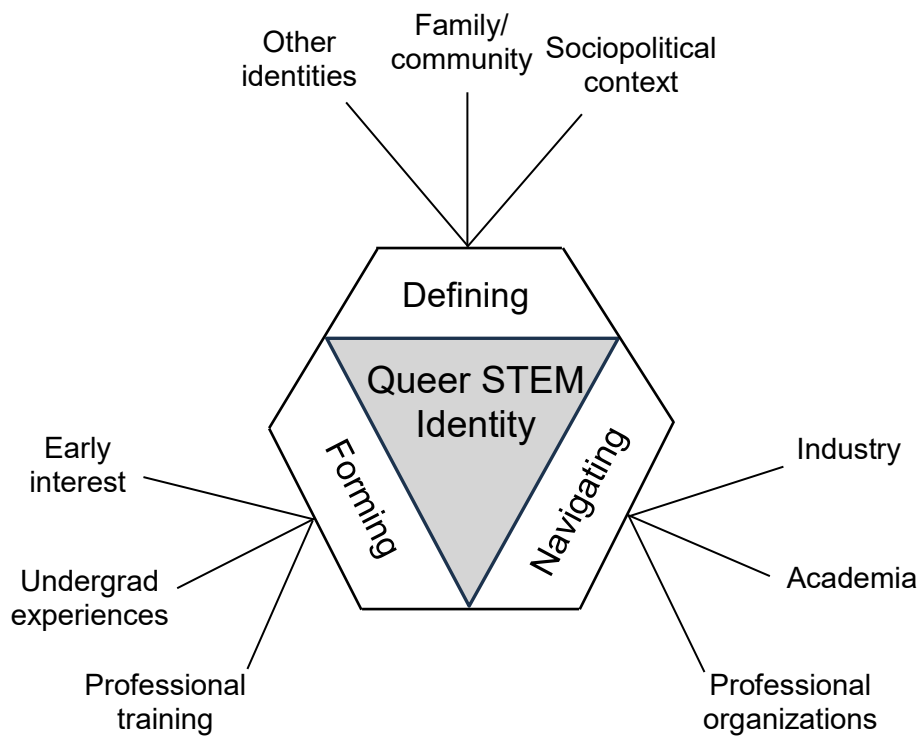 Other
identities
Family/
community
Sociopolitical
context
Defining
Queer STEM
Identity
Forming
Navigating
Early
interest
Undergrad
experiences
Professional
training
Industry
Academia
Professional
organizations